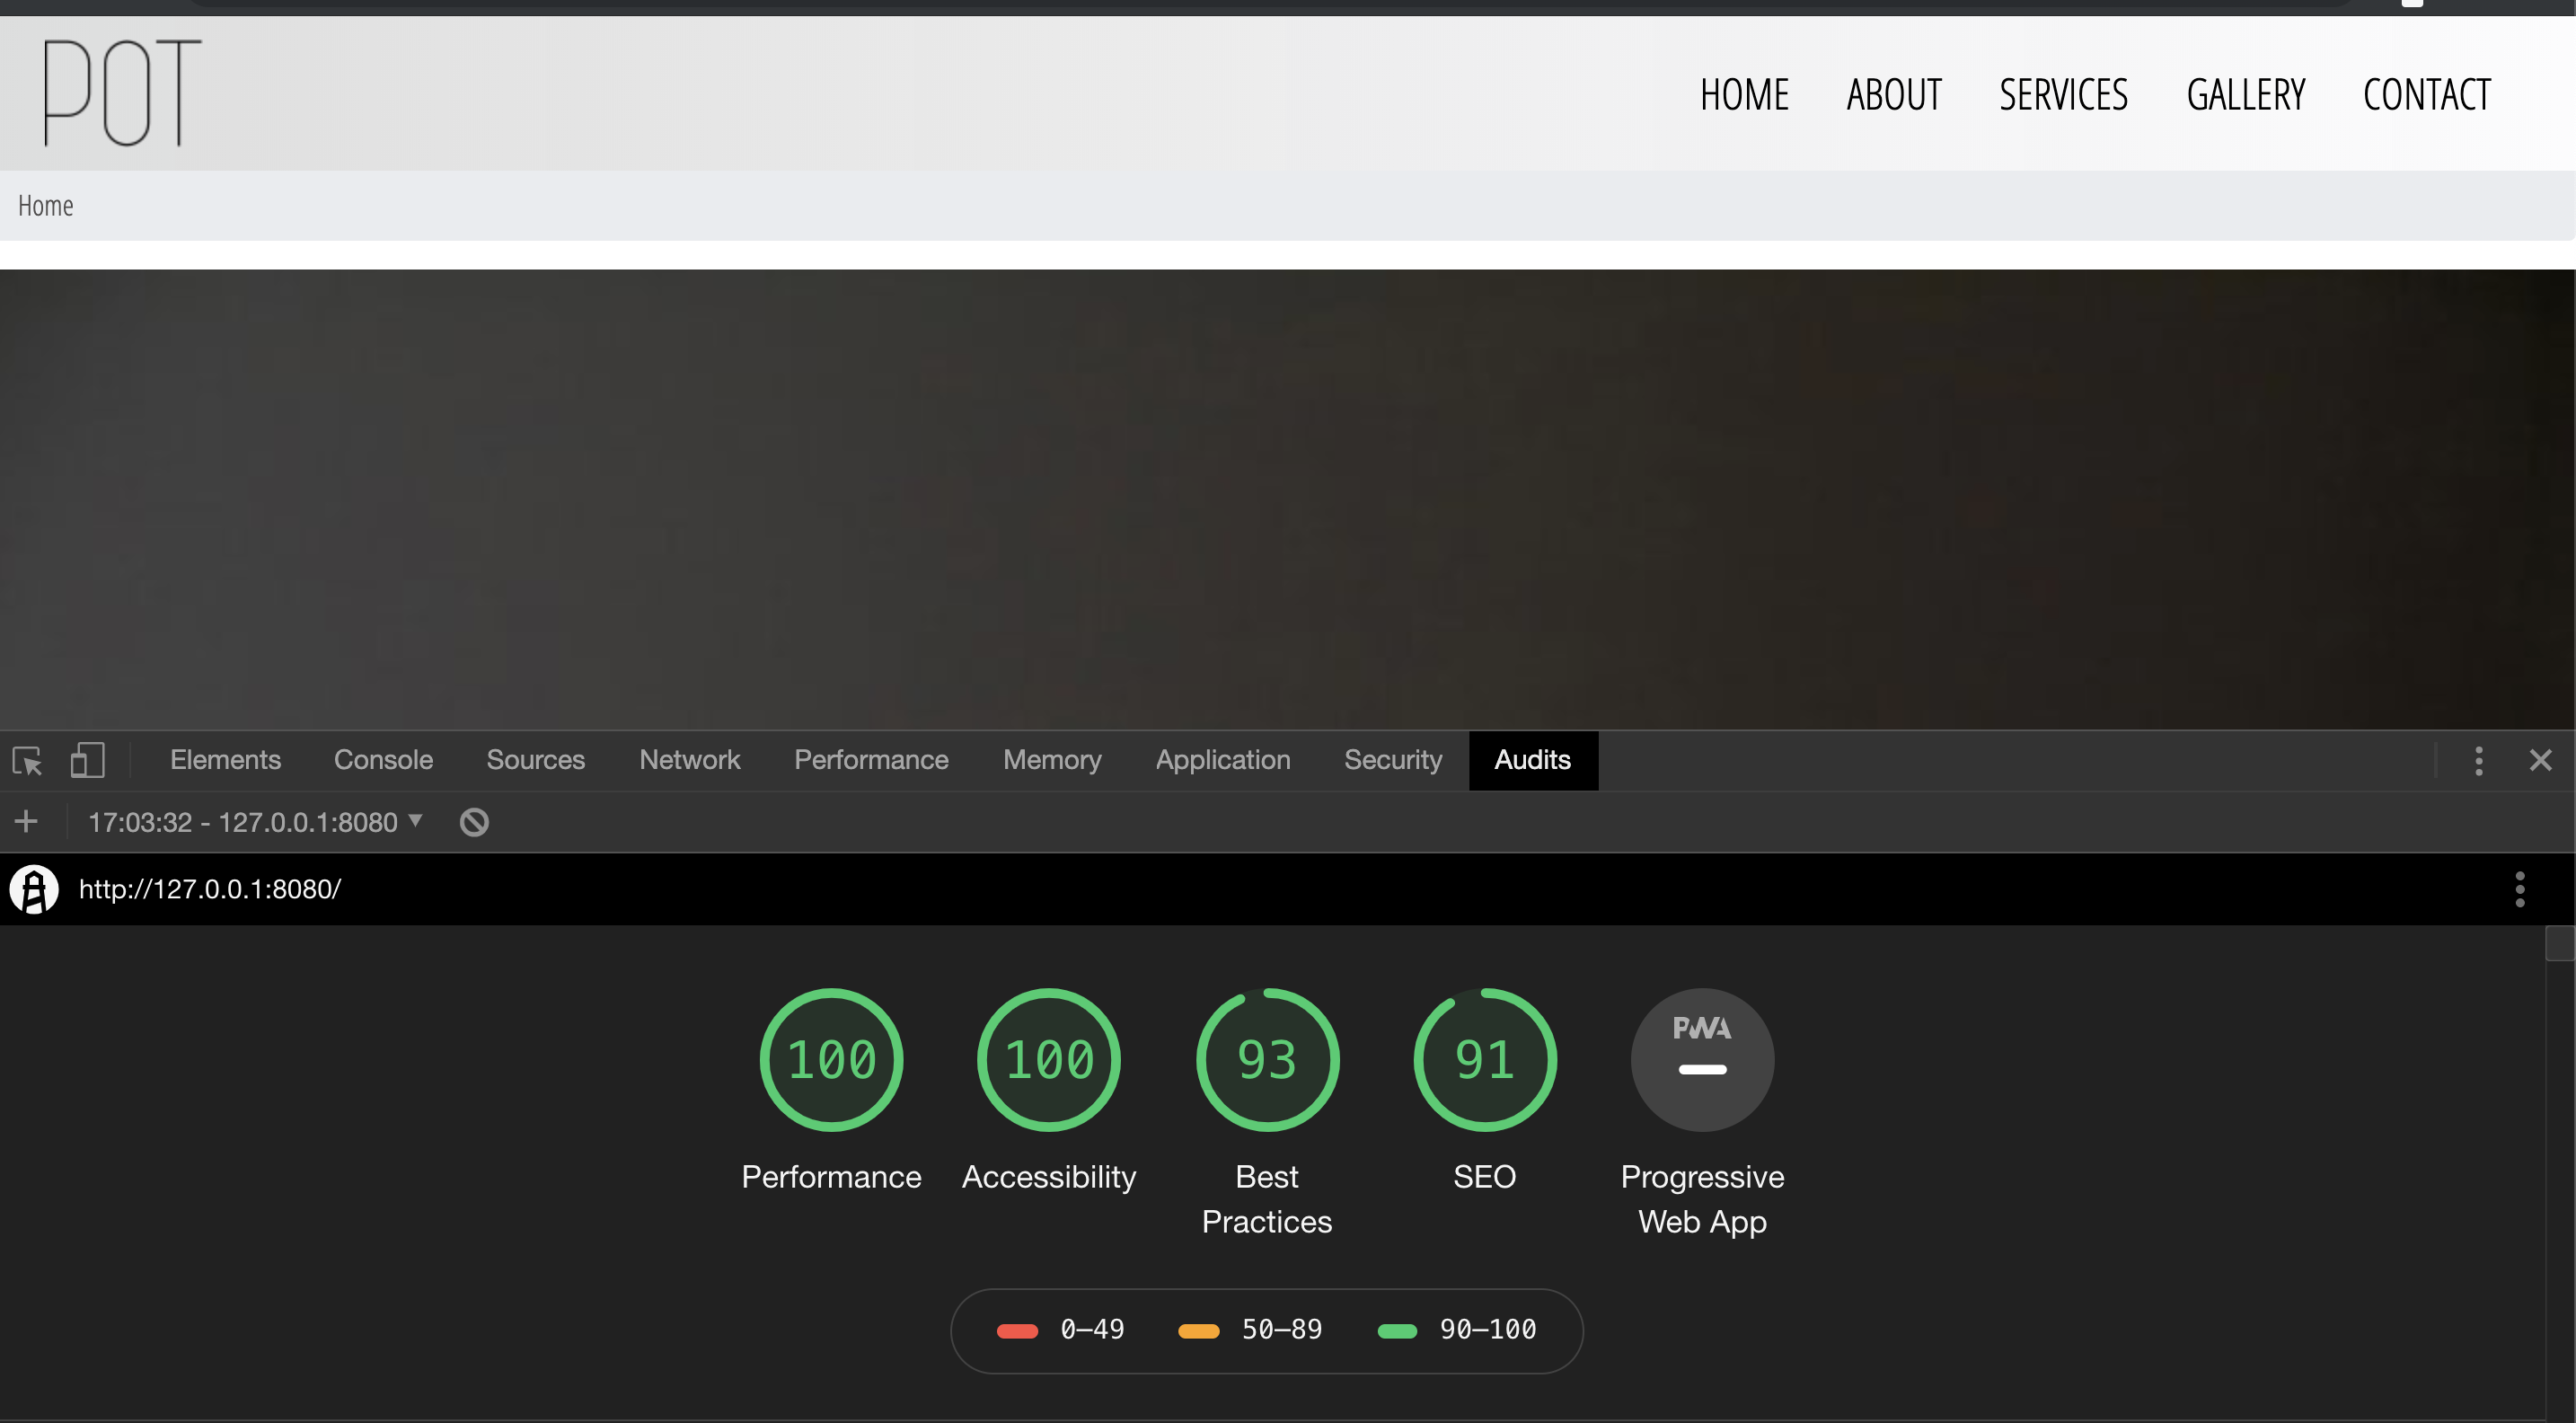 POT
HOME ABOUT SERVICES GALLERY CONTACT
Home
Elements Console Sources Network Performance Memory Application Security Audits
17:03:32 - 127.0.0.1:8080
http://127.0.0.1:8080/
100 100 93 91 PWA
Performance Accessibility Best Practices SEO Progressive Web App
0–49 50–89 90–100